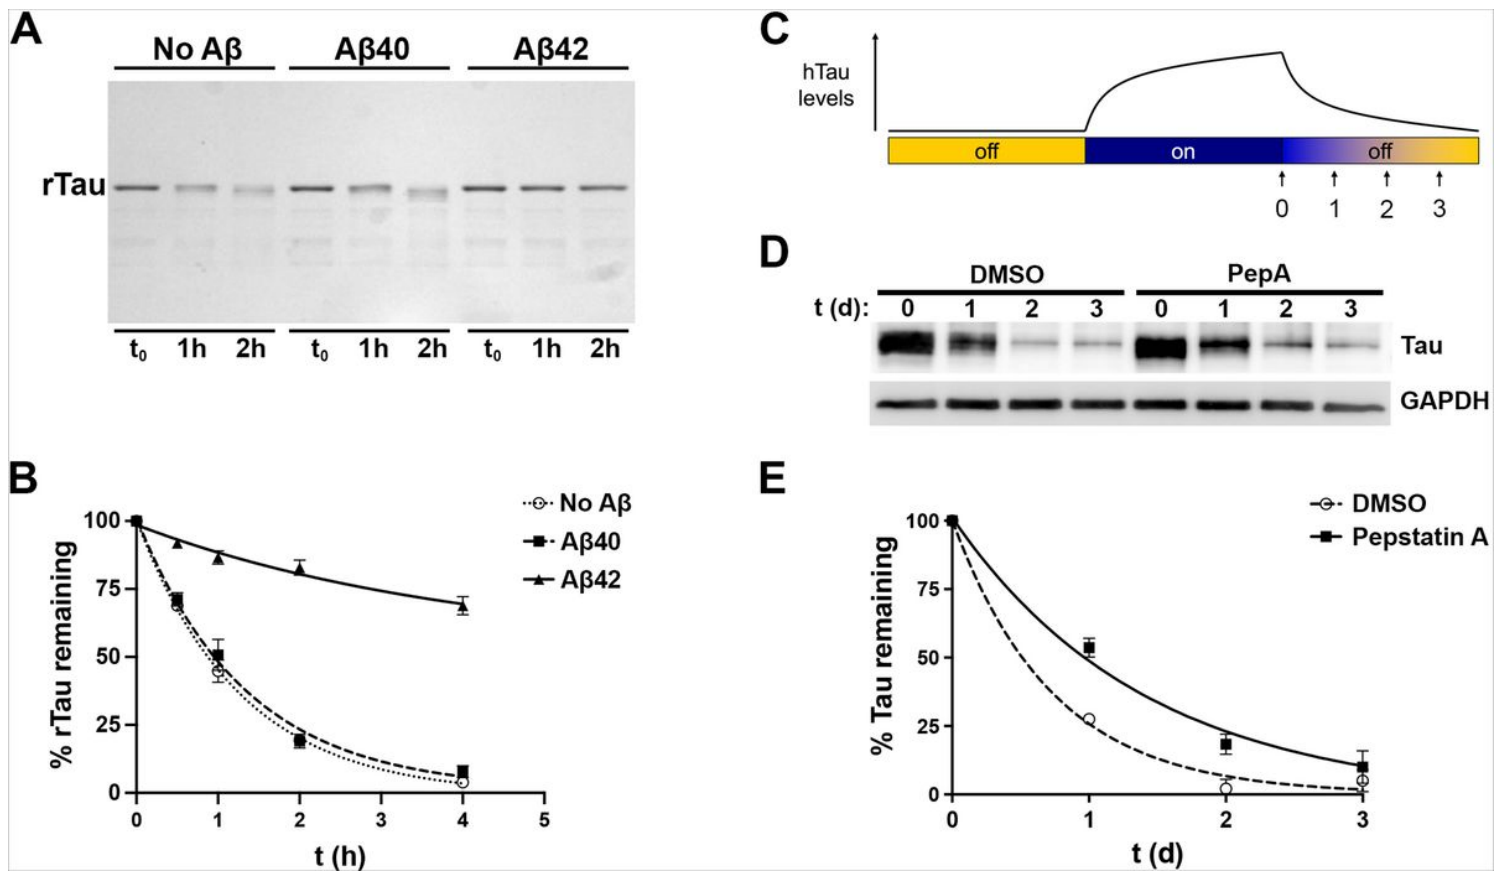 A
No Aβ Aβ40 Aβ42
rTau
t₀ 1h 2h t₀ 1h 2h t₀ 1h 2h
B
No Aβ
Aβ40
Aβ42
% rTau remaining
100
75
50
25
0
0 1 2 3 4 5
t (h)
C
hTau
levels
off on off
0 1 2 3
D
DMSO PepA
t (d): 0 1 2 3 0 1 2 3
Tau
GAPDH
E
DMSO
Pepstatin A
% Tau remaining
100
75
50
25
0
0 1 2 3
t (d)